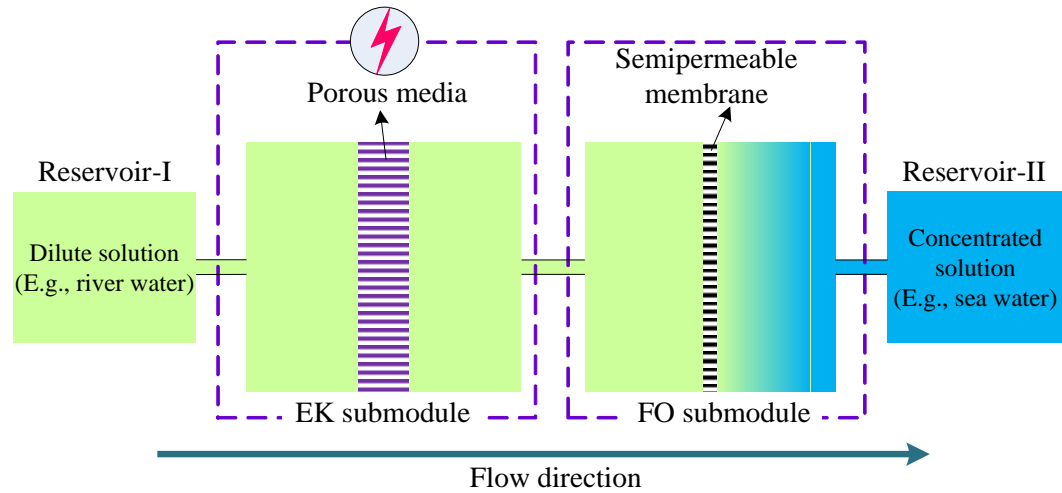 Porous media
Semipermeable
membrane
Reservoir-I
Reservoir-II
Dilute solution
(E.g., river water)
Concentrated
solution
(E.g., sea water)
EK submodule
FO submodule
Flow direction